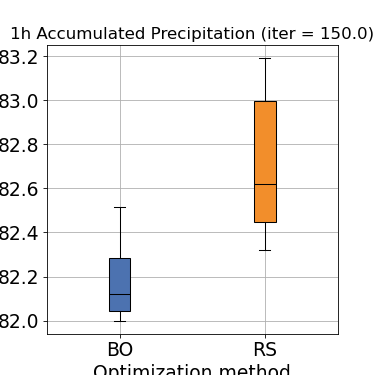 1h Accumulated Precipitation (iter = 150.0)
83.2
83.0
82.8
82.6
82.4
82.2
82.0
BO RS
Optimization method